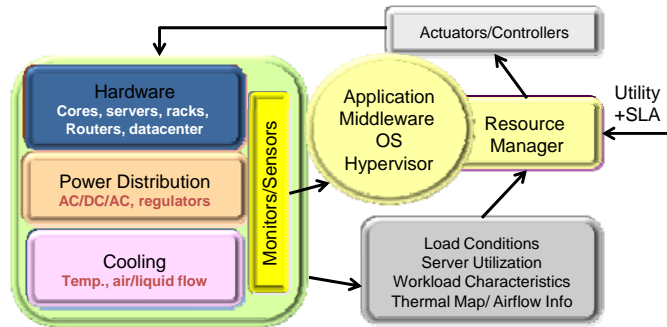 Actuators/Controllers
Hardware
Cores, servers, racks,
Routers, datacenter
Power Distribution
AC/DC/AC, regulators
Cooling
Temp., air/liquid flow
Monitors/Sensors
Application
Middleware
OS
Hypervisor
Resource
Manager
Utility
+SLA
Load Conditions
Server Utilization
Workload Characteristics
Thermal Map/ Airflow Info